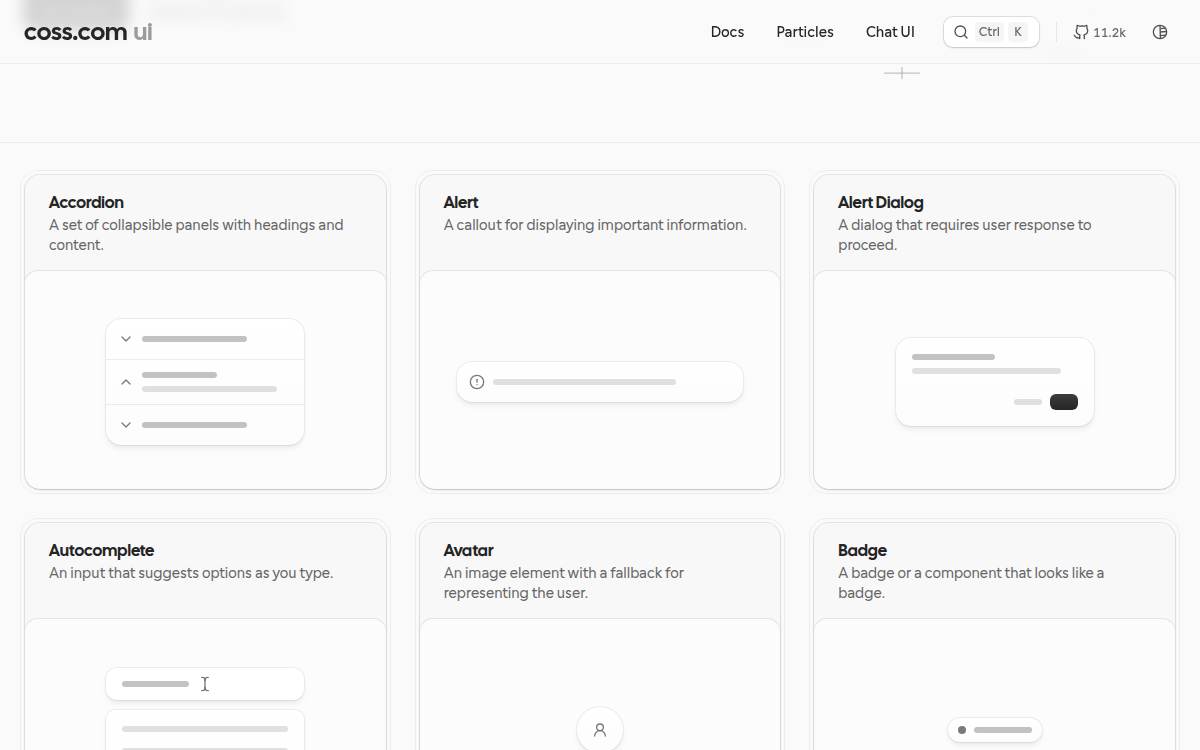 coss.com ui
Docs
Particles
Chat UI
Ctrl K
11.2k
Accordion
A set of collapsible panels with headings and
content.
Alert
A callout for displaying important information.
Alert Dialog
A dialog that requires user response to
proceed.
Autocomplete
An input that suggests options as you type.
Avatar
An image element with a fallback for
representing the user.
Badge
A badge or a component that looks like a
badge.